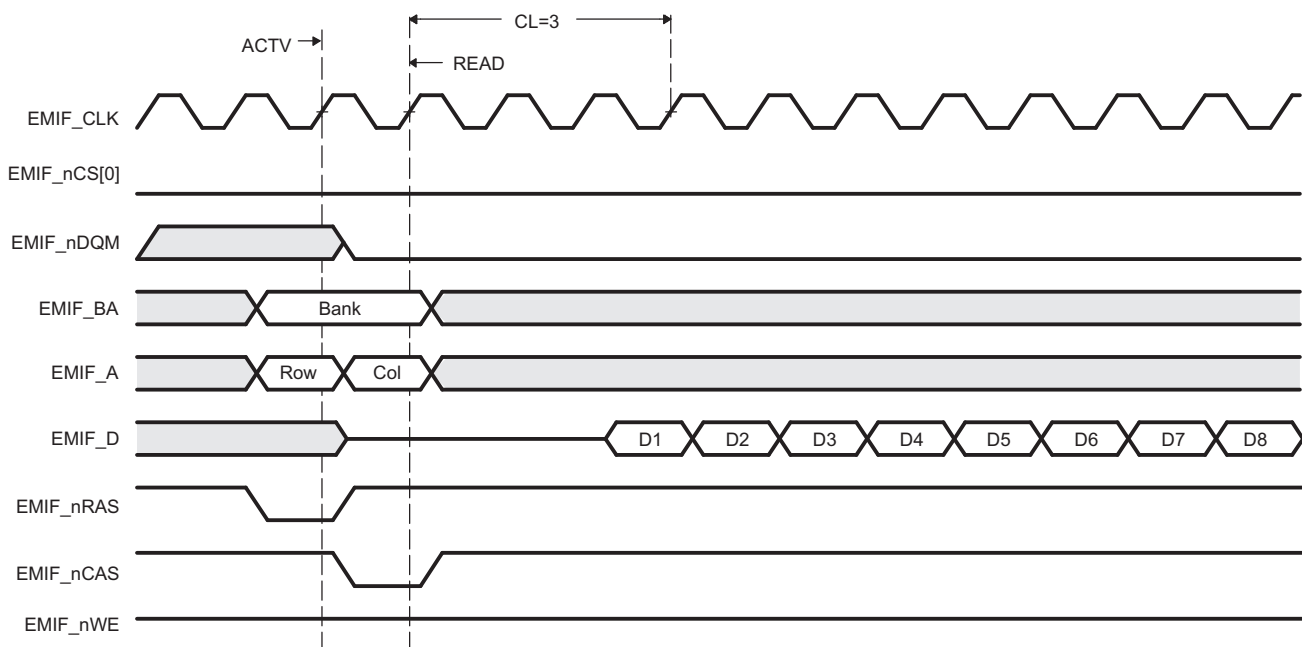 CL=3
ACTV
READ
EMIF_CLK
EMIF_nCS[0]
EMIF_nDQM
EMIF_BA Bank
EMIF_A Row Col
EMIF_D D1 D2 D3 D4 D5 D6 D7 D8
EMIF_nRAS
EMIF_nCAS
EMIF_nWE